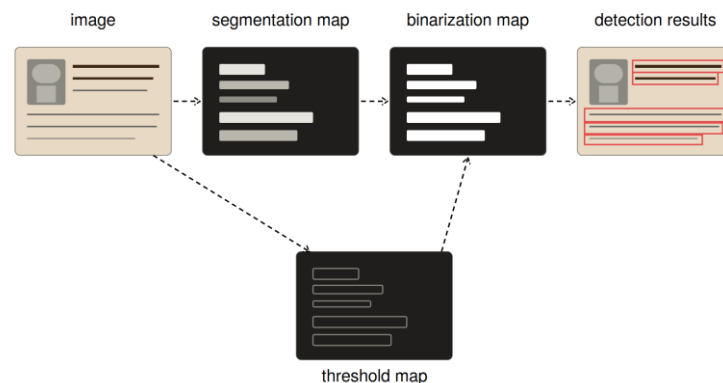 image
segmentation map
binarization map
detection results
threshold map